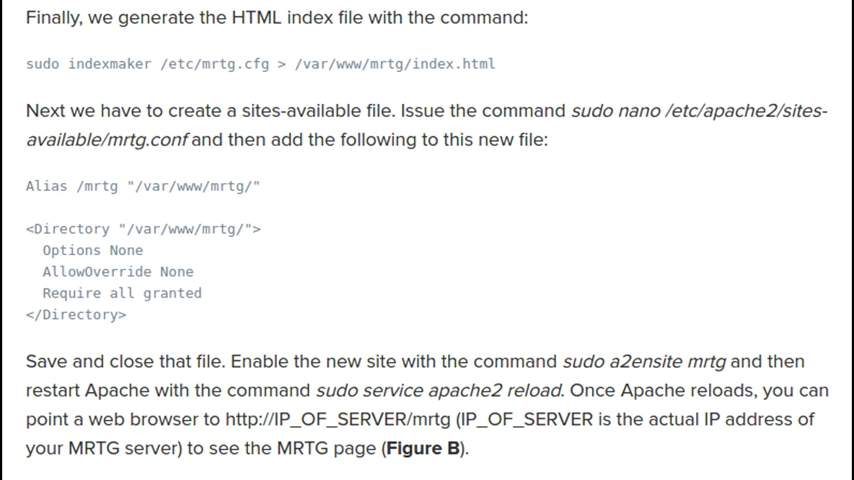 Finally, we generate the HTML index file with the command:
sudo indexmaker /etc/mrtg.cfg > /var/www/mrtg/index.html
Next we have to create a sites-available file. Issue the command sudo nano /etc/apache2/sites-
available/mrtg.conf and then add the following to this new file:
Alias /mrtg "/var/www/mrtg/"
<Directory "/var/www/mrtg/">
Options None
AllowOverride None
Require all granted
</Directory>
Save and close that file. Enable the new site with the command sudo a2ensite mrtg and then
restart Apache with the command sudo service apache2 reload. Once Apache reloads, you can
point a web browser to http://IP_OF_SERVER/mrtg (IP_OF_SERVER is the actual IP address of
your MRTG server) to see the MRTG page (Figure B).